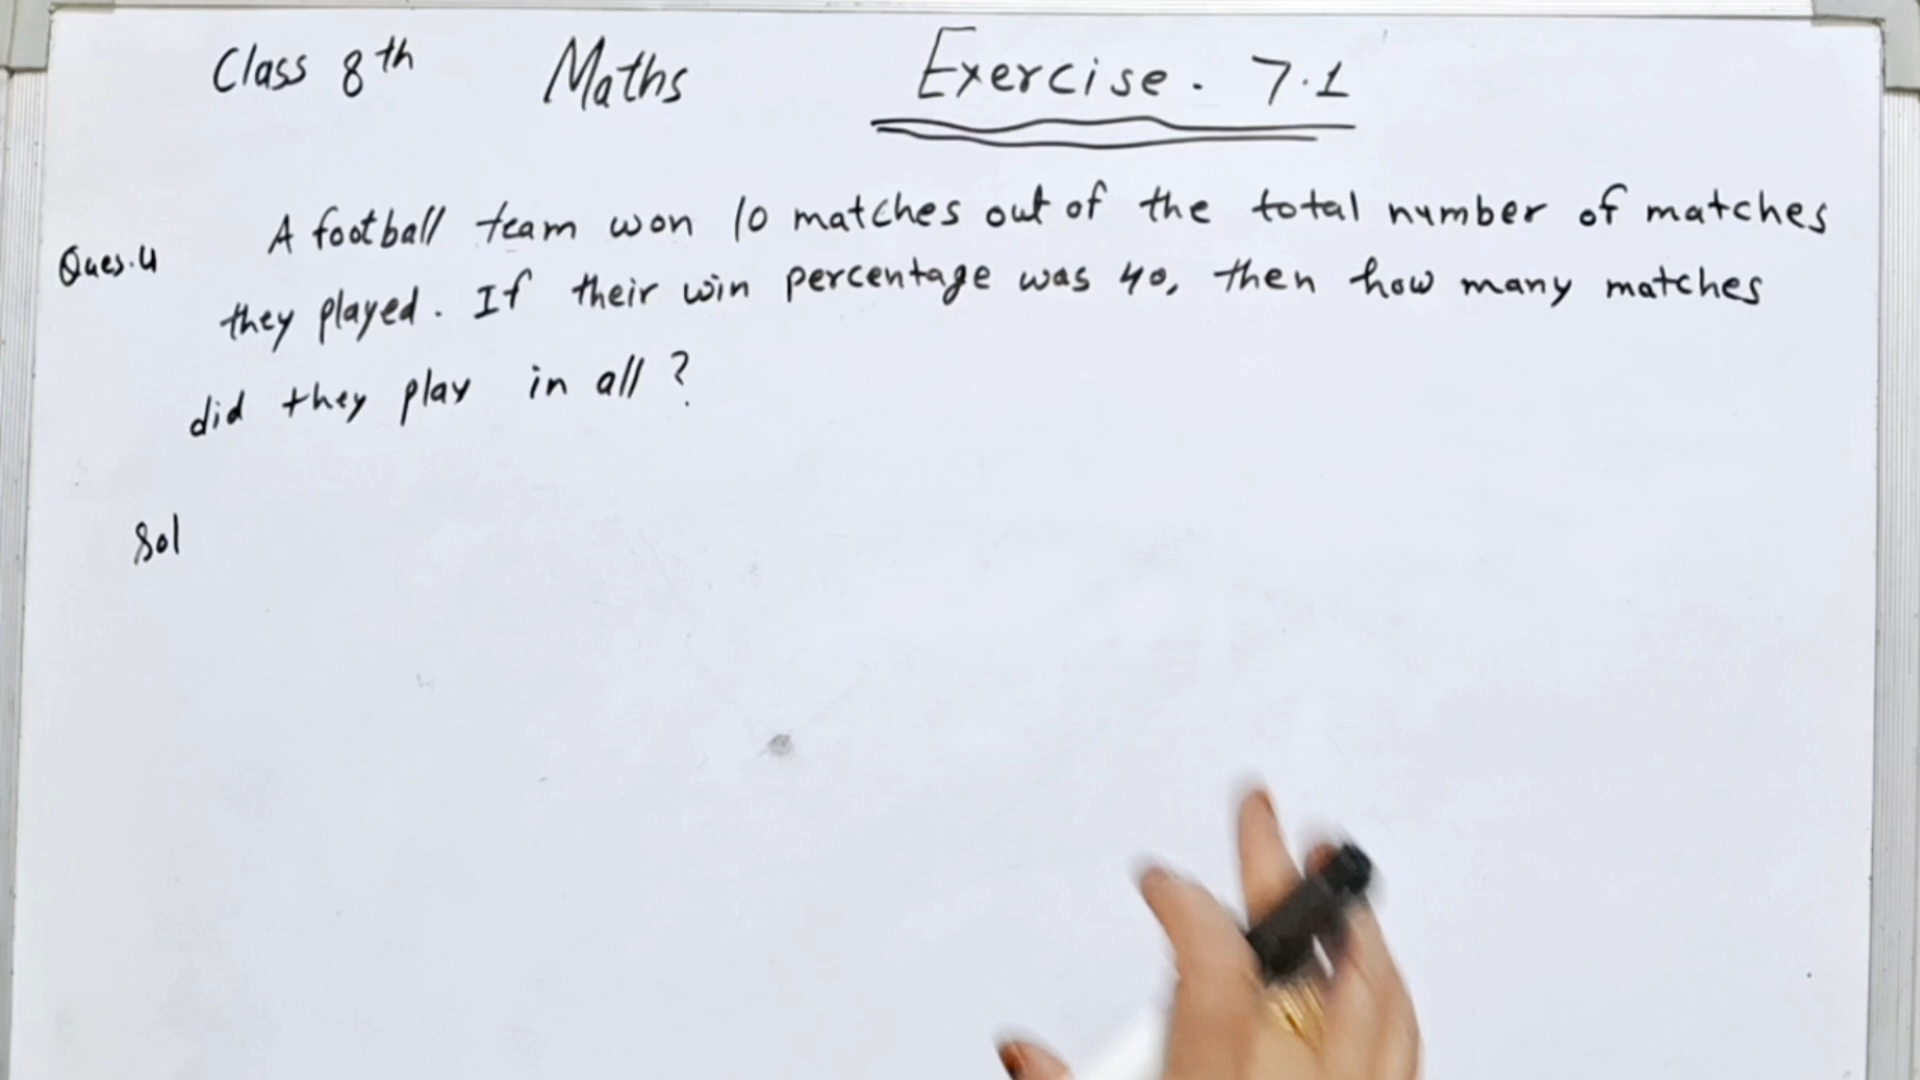 Class 8th Maths Exercise. 7.1
Ques.4 A football team won 10 matches out of the total number of matches
they played. If their win percentage was 40, then how many matches
did they play in all ?
Sol